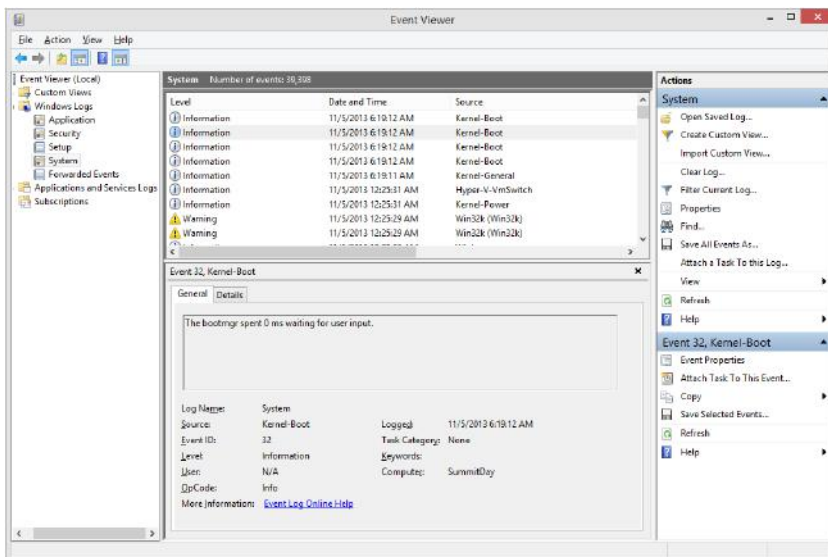 Event Viewer
File Action View Help
Event Viewer (Local)
Custom Views
Windows Logs
Application
Security
Setup
System
Forwarded Events
Applications and Services Logs
Subscriptions
System Number of events: 39,398
Level Date and Time Source
Information 11/5/2013 6:19:12 AM Kernel-Boot
Information 11/5/2013 6:19:12 AM Kernel-Boot
Information 11/5/2013 6:19:12 AM Kernel-Boot
Information 11/5/2013 6:19:12 AM Kernel-Boot
Information 11/5/2013 6:19:11 AM Kernel-General
Information 11/5/2013 12:25:31 AM Hyper-V-VmSwitch
Information 11/5/2013 12:25:31 AM Kernel-Power
Warning 11/5/2013 12:25:29 AM Win32k (Win32k)
Warning 11/5/2013 12:25:29 AM Win32k (Win32k)
Event 32, Kernel-Boot
General Details
The bootmgr spent 0 ms waiting for user input.
Log Name: System
Source: Kernel-Boot Logged: 11/5/2013 6:19:12 AM
Event ID: 32 Task Category: None
Level: Information Keywords:
User: N/A Computer: SummitDay
OpCode: Info
More Information: Event Log Online Help
Actions
System
Open Saved Log...
Create Custom View...
Import Custom View...
Clear Log...
Filter Current Log...
Properties
Find...
Save All Events As...
Attach a Task To this Log...
View
Refresh
Help
Event 32, Kernel-Boot
Event Properties
Attach Task To This Event...
Copy
Save Selected Events...
Refresh
Help